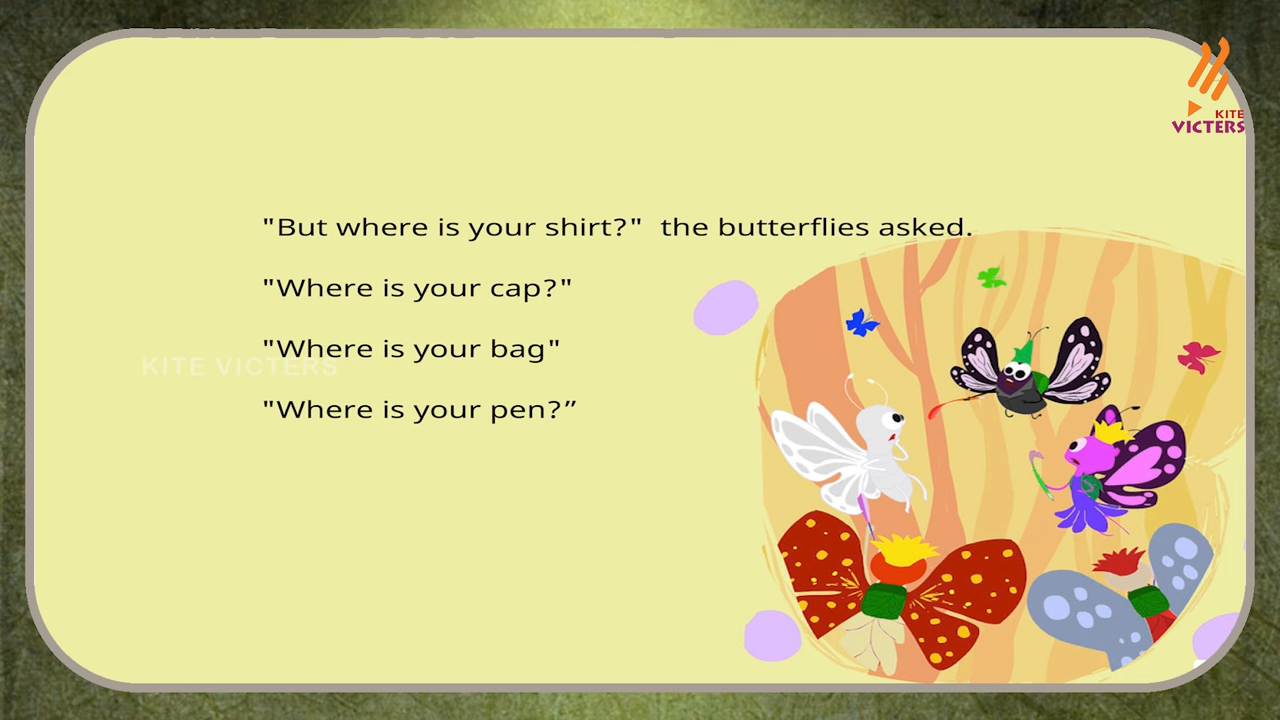 KITE
VICTERS
"But where is your shirt?"  the butterflies asked.
"Where is your cap?"
"Where is your bag"
KITE VICTERS
"Where is your pen?”